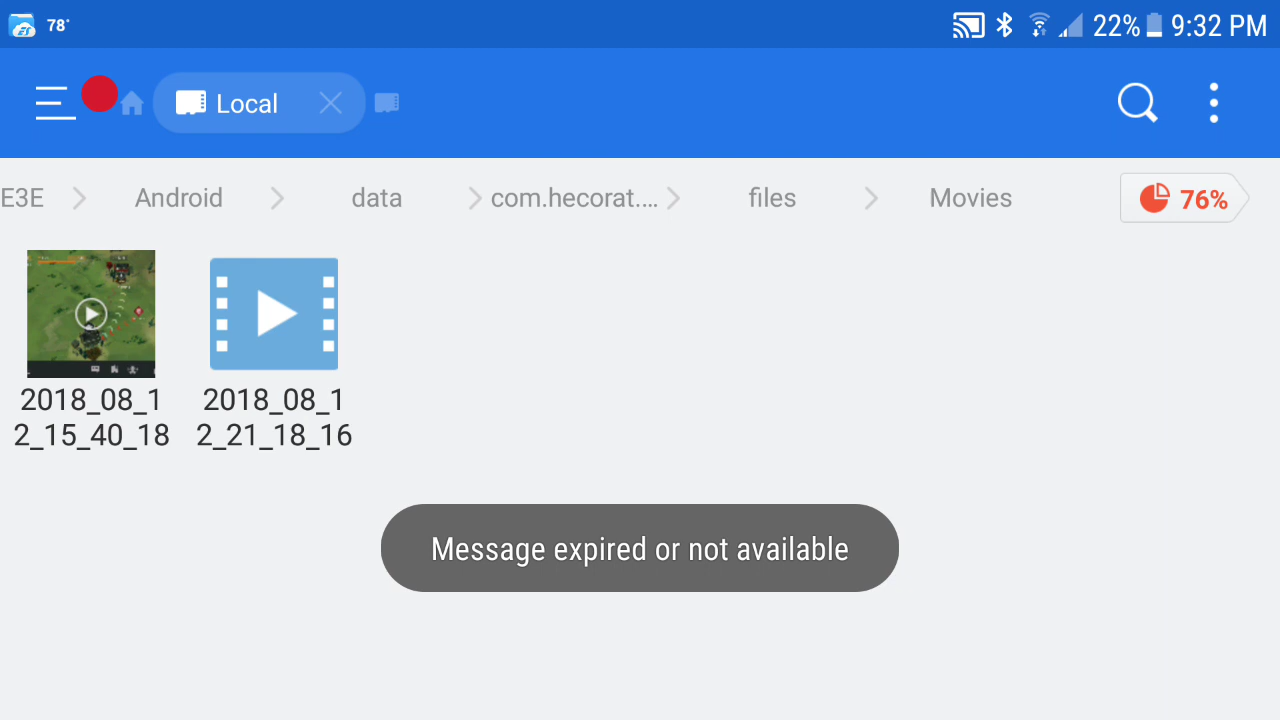 78°
22%
9:32 PM
Local
E3E
Android
data
com.hecorat....
files
Movies
76%
2018_08_1
2_15_40_18
2018_08_1
2_21_18_16
Message expired or not available